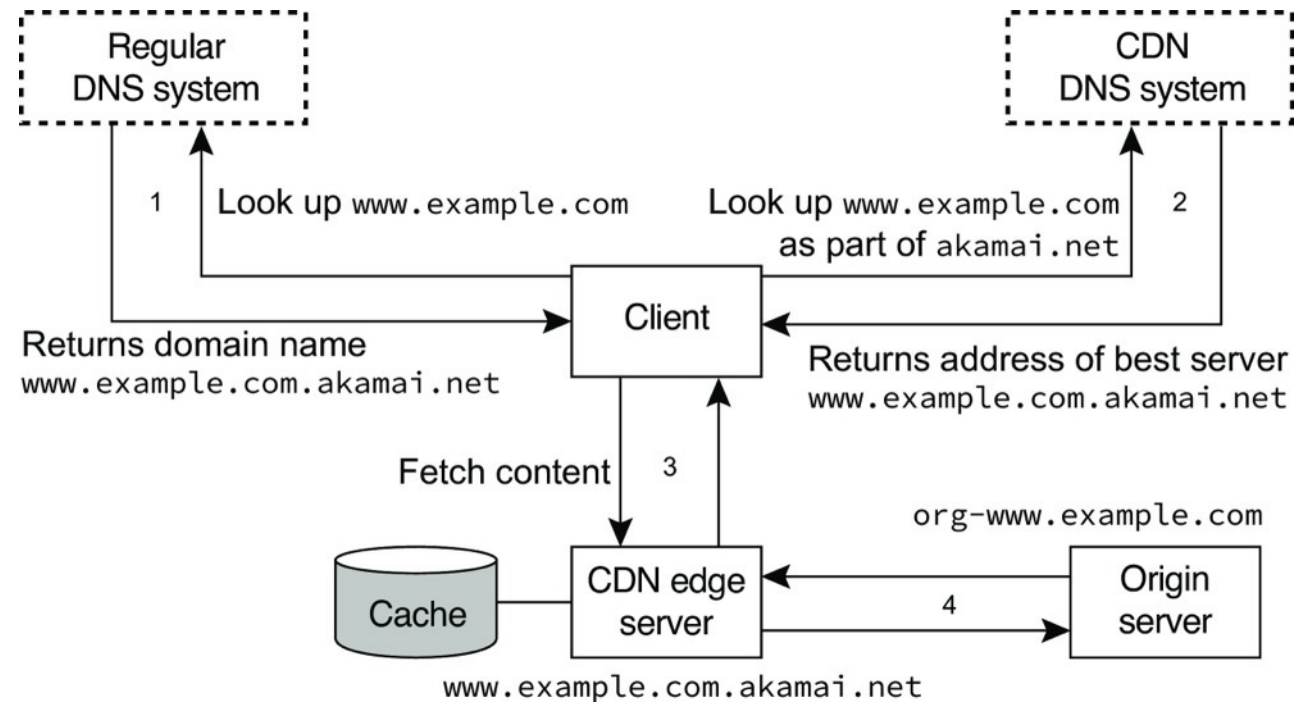 Regular
DNS system
CDN
DNS system
1
Look up www.example.com
Look up www.example.com
as part of akamai.net
2
Client
Returns domain name
www.example.com.akamai.net
Returns address of best server
www.example.com.akamai.net
Fetch content
3
org-www.example.com
Cache
CDN edge
server
4
Origin
server
www.example.com.akamai.net